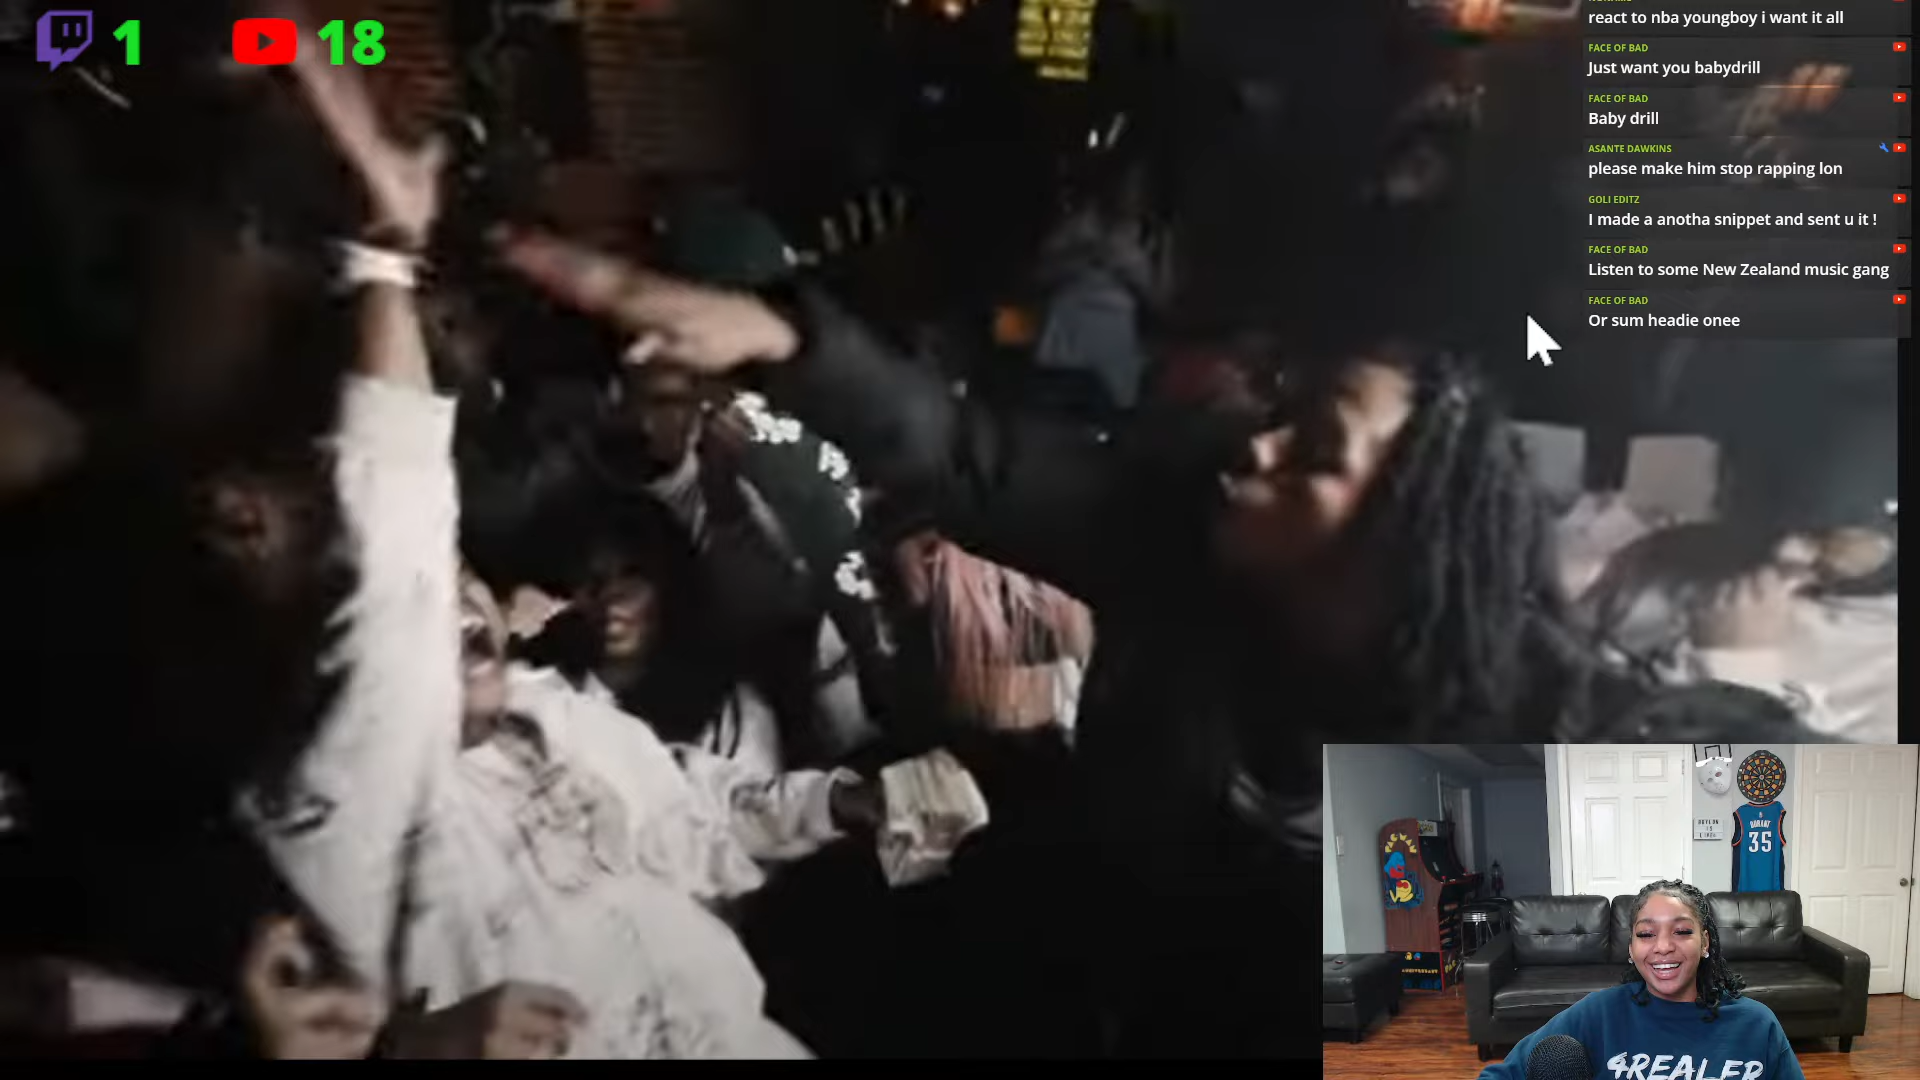 1
18
react to nba youngboy i want it all
FACE OF BAD
Just want you babydrill
FACE OF BAD
Baby drill
ASANTE DAWKINS
please make him stop rapping lon
GOLI EDITZ
I made a anotha snippet and sent u it !
FACE OF BAD
Listen to some New Zealand music gang
FACE OF BAD
Or sum headie onee
PAC-MAN
35
4REALER